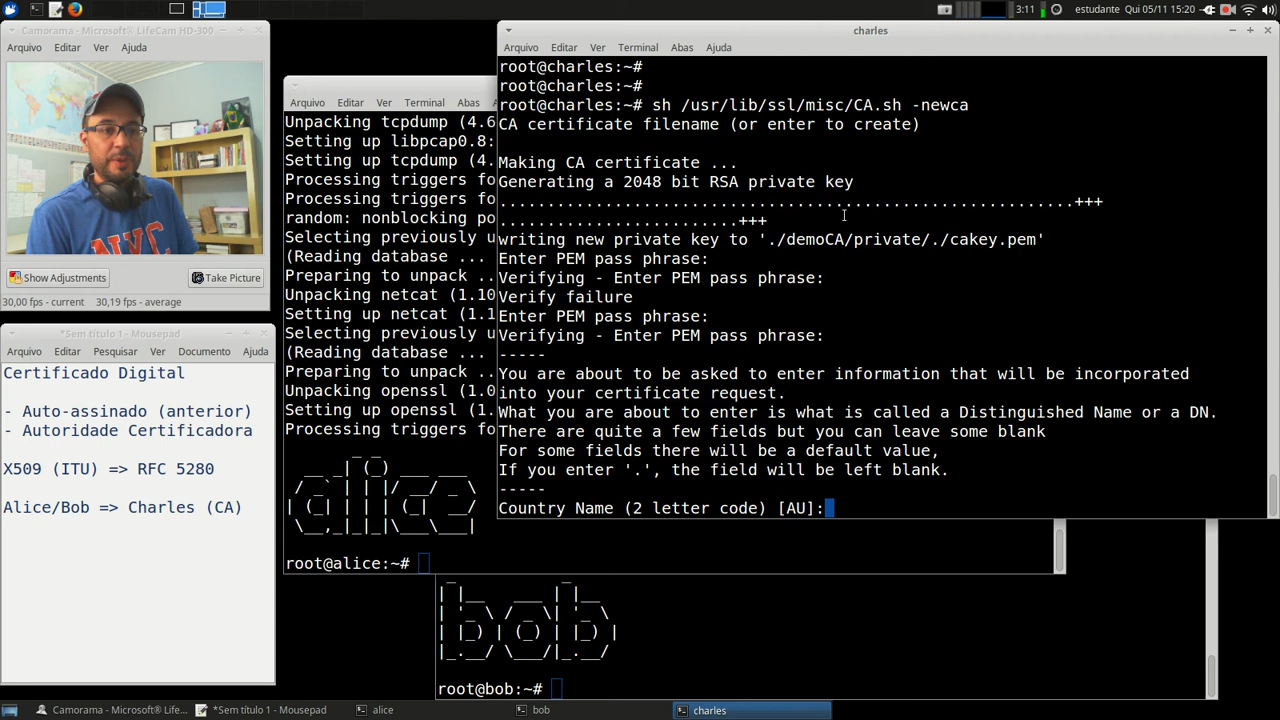 3:11
estudante
Qui 05/11 15:20
Camorama - Microsoft® LifeCam HD-300
Arquivo Editar Ver Ajuda
Show Adjustments
Take Picture
30,00 fps - current 30,19 fps - average
*Sem título 1 - Mousepad
Arquivo Editar Pesquisar Ver Documento Ajuda
Certificado Digital
- Auto-assinado (anterior)
- Autoridade Certificadora
X509 (ITU) => RFC 5280
Alice/Bob => Charles (CA)
Arquivo Editar Ver Terminal Abas
Unpacking tcpdump (4.6
Setting up libpcap0.8:
Setting up tcpdump (4.
Processing triggers fo
Processing triggers fo
random: nonblocking po
Selecting previously u
(Reading database ...
Preparing to unpack ..
Unpacking netcat (1.10
Setting up netcat (1.1
Selecting previously u
(Reading database ...
Preparing to unpack ..
Unpacking openssl (1.0
Setting up openssl (1.
Processing triggers fo
alice
root@alice:~#
bob
root@bob:~#
charles
Arquivo Editar Ver Terminal Abas Ajuda
root@charles:~#
root@charles:~#
root@charles:~# sh /usr/lib/ssl/misc/CA.sh -newca
CA certificate filename (or enter to create)
Making CA certificate ...
Generating a 2048 bit RSA private key
............................................................+++
.........................+++
writing new private key to './demoCA/private/./cakey.pem'
Enter PEM pass phrase:
Verifying - Enter PEM pass phrase:
Verify failure
Enter PEM pass phrase:
Verifying - Enter PEM pass phrase:
-----
You are about to be asked to enter information that will be incorporated
into your certificate request.
What you are about to enter is what is called a Distinguished Name or a DN.
There are quite a few fields but you can leave some blank
For some fields there will be a default value,
If you enter '.', the field will be left blank.
-----
Country Name (2 letter code) [AU]:
Camorama - Microsoft® LifeC...
*Sem título 1 - Mousepad
alice
bob
charles